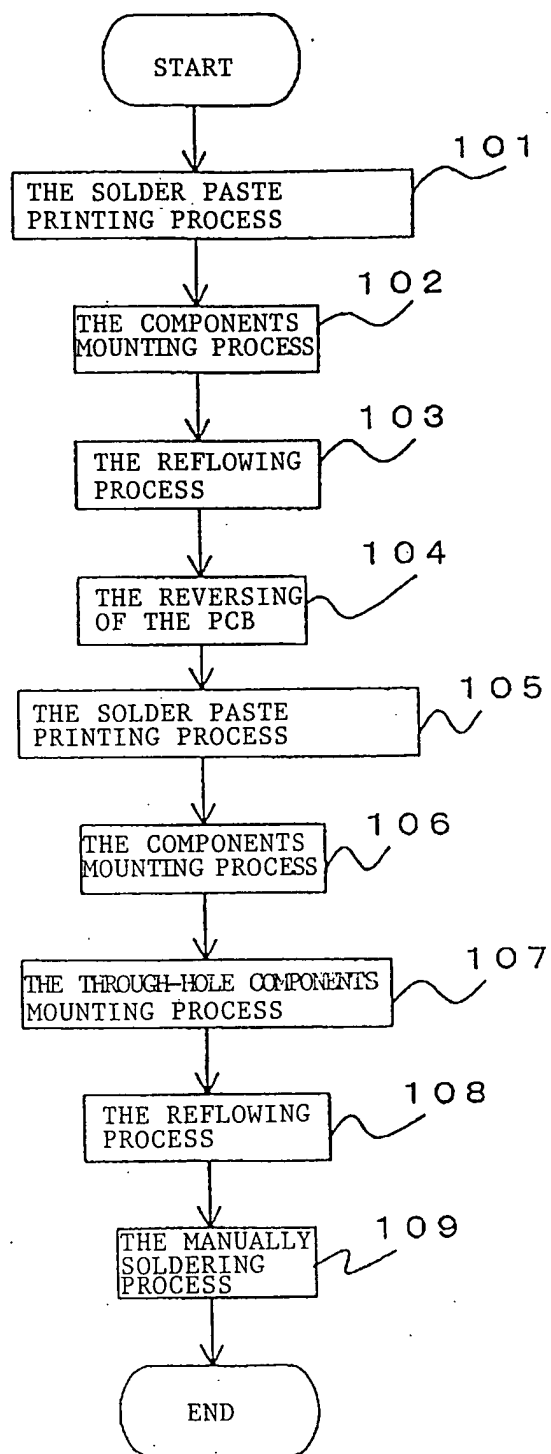 START
101
THE SOLDER PASTE
PRINTING PROCESS
102
THE COMPONENTS
MOUNTING PROCESS
103
THE REFLOWING
PROCESS
104
THE REVERSING
OF THE PCB
105
THE SOLDER PASTE
PRINTING PROCESS
106
THE COMPONENTS
MOUNTING PROCESS
107
THE THROUGH-HOLE COMPONENTS
MOUNTING PROCESS
108
THE REFLOWING
PROCESS
109
THE MANUALLY
SOLDERING
PROCESS
END